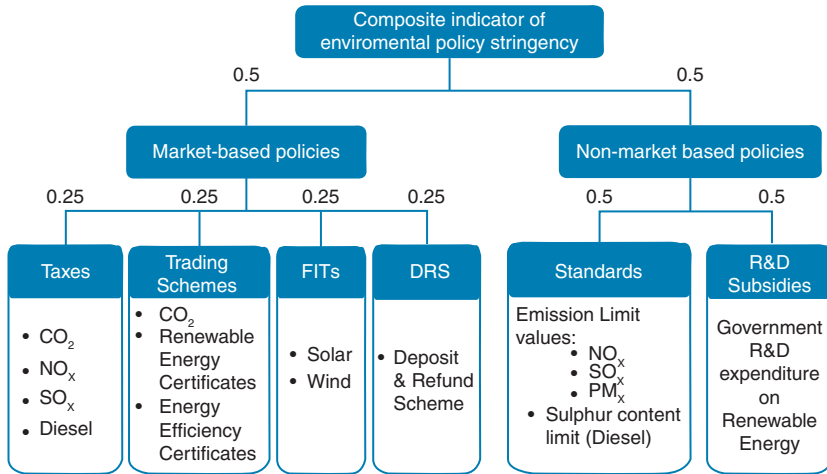 Composite indicator of
enviromental policy stringency
0.5
0.5
Market-based policies
Non-market based policies
0.25
0.25
0.25
0.25
0.5
0.5
Taxes
CO₂
NOₓ
SOₓ
Diesel
Trading
Schemes
CO₂
Renewable
Energy
Certificates
Energy
Efficiency
Certificates
FITs
Solar
Wind
DRS
Deposit
& Refund
Scheme
Standards
Emission Limit
values:
NOₓ
SOₓ
PMₓ
Sulphur content
limit (Diesel)
R&D
Subsidies
Government
R&D
expenditure
on
Renewable
Energy